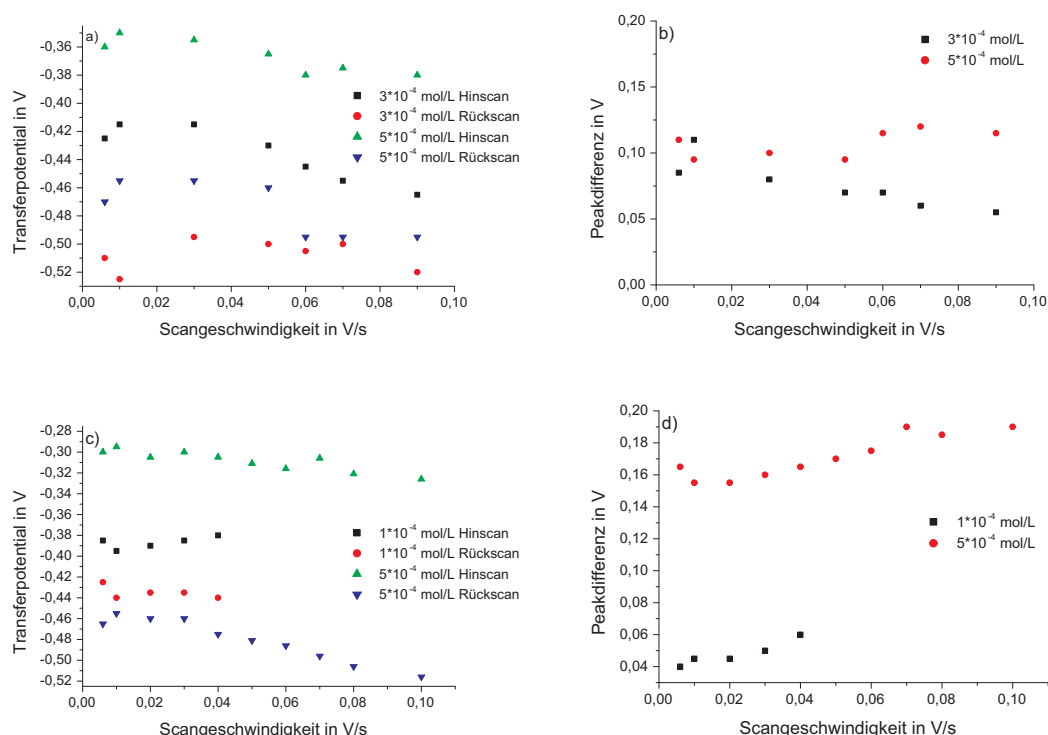 a)
Transferpotential in V
-0,36
-0,38
-0,40
-0,42
-0,44
-0,46
-0,48
-0,50
-0,52
0,00 0,02 0,04 0,06 0,08 0,10
Scangeschwindigkeit in V/s
3*10⁻⁴ mol/L Hinscan
3*10⁻⁴ mol/L Rückscan
5*10⁻⁴ mol/L Hinscan
5*10⁻⁴ mol/L Rückscan
b)
Peakdifferenz in V
0,20
0,15
0,10
0,05
0,00
0,00 0,02 0,04 0,06 0,08 0,10
Scangeschwindigkeit in V/s
3*10⁻⁴ mol/L
5*10⁻⁴ mol/L
c)
Transferpotential in V
-0,28
-0,30
-0,32
-0,34
-0,36
-0,38
-0,40
-0,42
-0,44
-0,46
-0,48
-0,50
-0,52
0,00 0,02 0,04 0,06 0,08 0,10
Scangeschwindigkeit in V/s
1*10⁻⁴ mol/L Hinscan
1*10⁻⁴ mol/L Rückscan
5*10⁻⁴ mol/L Hinscan
5*10⁻⁴ mol/L Rückscan
d)
Peakdifferenz in V
0,20
0,18
0,16
0,14
0,12
0,10
0,08
0,06
0,04
0,00 0,02 0,04 0,06 0,08 0,10
Scangeschwindigkeit in V/s
1*10⁻⁴ mol/L
5*10⁻⁴ mol/L